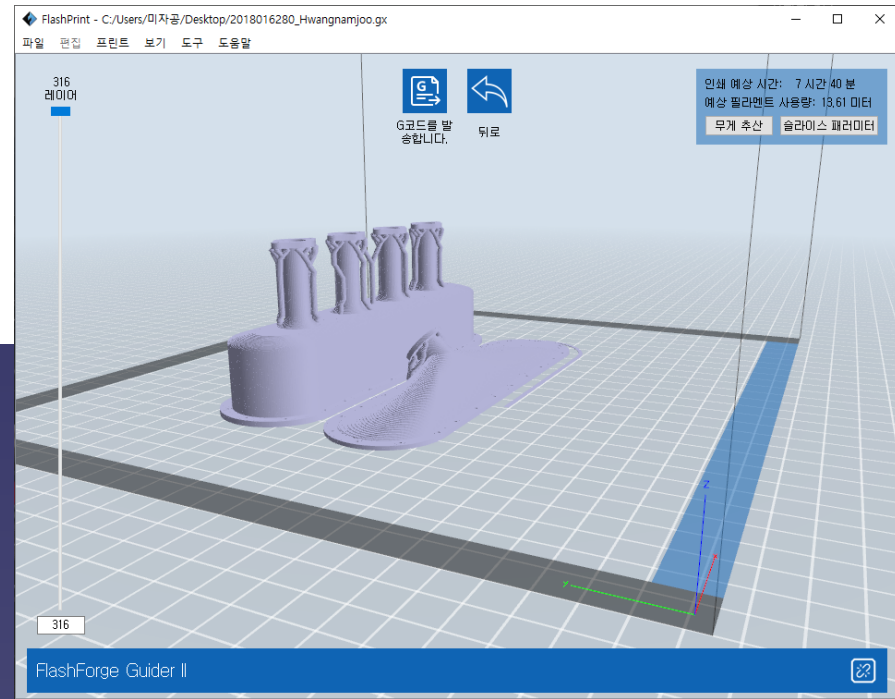 FlashPrint - C:/Users/미자공/Desktop/2018016280_Hwangnamjoo.gx
파일 편집 프린트 보기 도구 도움말
316
레이어
G코드를 발
송합니다.
뒤로
인쇄 예상 시간: 7 시간 40 분
예상 필라멘트 사용량: 13,61 미터
무게 추산 슬라이스 패러미터
Z
Y
316
FlashForge Guider II